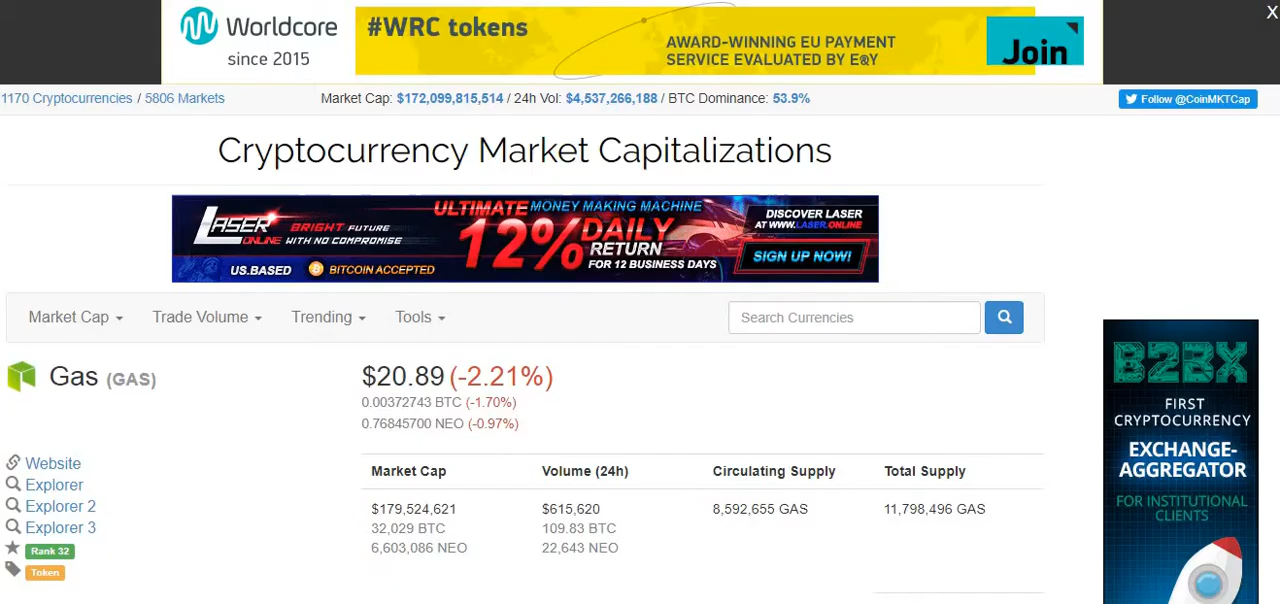 Worldcore
since 2015
#WRC tokens
AWARD-WINNING EU PAYMENT
SERVICE EVALUATED BY E&Y
Join
X
1170 Cryptocurrencies / 5806 Markets
Market Cap: $172,099,815,514 / 24h Vol: $4,537,266,188 / BTC Dominance: 53.9%
Follow @CoinMKTCap
Cryptocurrency Market Capitalizations
LASER
ONLINE
BRIGHT FUTURE
WITH NO COMPROMISE
US.BASED
BITCOIN ACCEPTED
ULTIMATE MONEY MAKING MACHINE
12% DAILY
RETURN
FOR 12 BUSINESS DAYS
DISCOVER LASER
AT WWW.LASER.ONLINE
SIGN UP NOW!
Market Cap
Trade Volume
Trending
Tools
Search Currencies
Gas (GAS)
$20.89 (-2.21%)
0.00372743 BTC (-1.70%)
0.76845700 NEO (-0.97%)
Website
Explorer
Explorer 2
Explorer 3
Rank 32
Token
Market Cap Volume (24h) Circulating Supply Total Supply
$179,524,621 $615,620 8,592,655 GAS 11,798,496 GAS
32,029 BTC 109.83 BTC
6,603,086 NEO 22,643 NEO
B2BX
FIRST
CRYPTOCURRENCY
EXCHANGE-
AGGREGATOR
FOR INSTITUTIONAL
CLIENTS